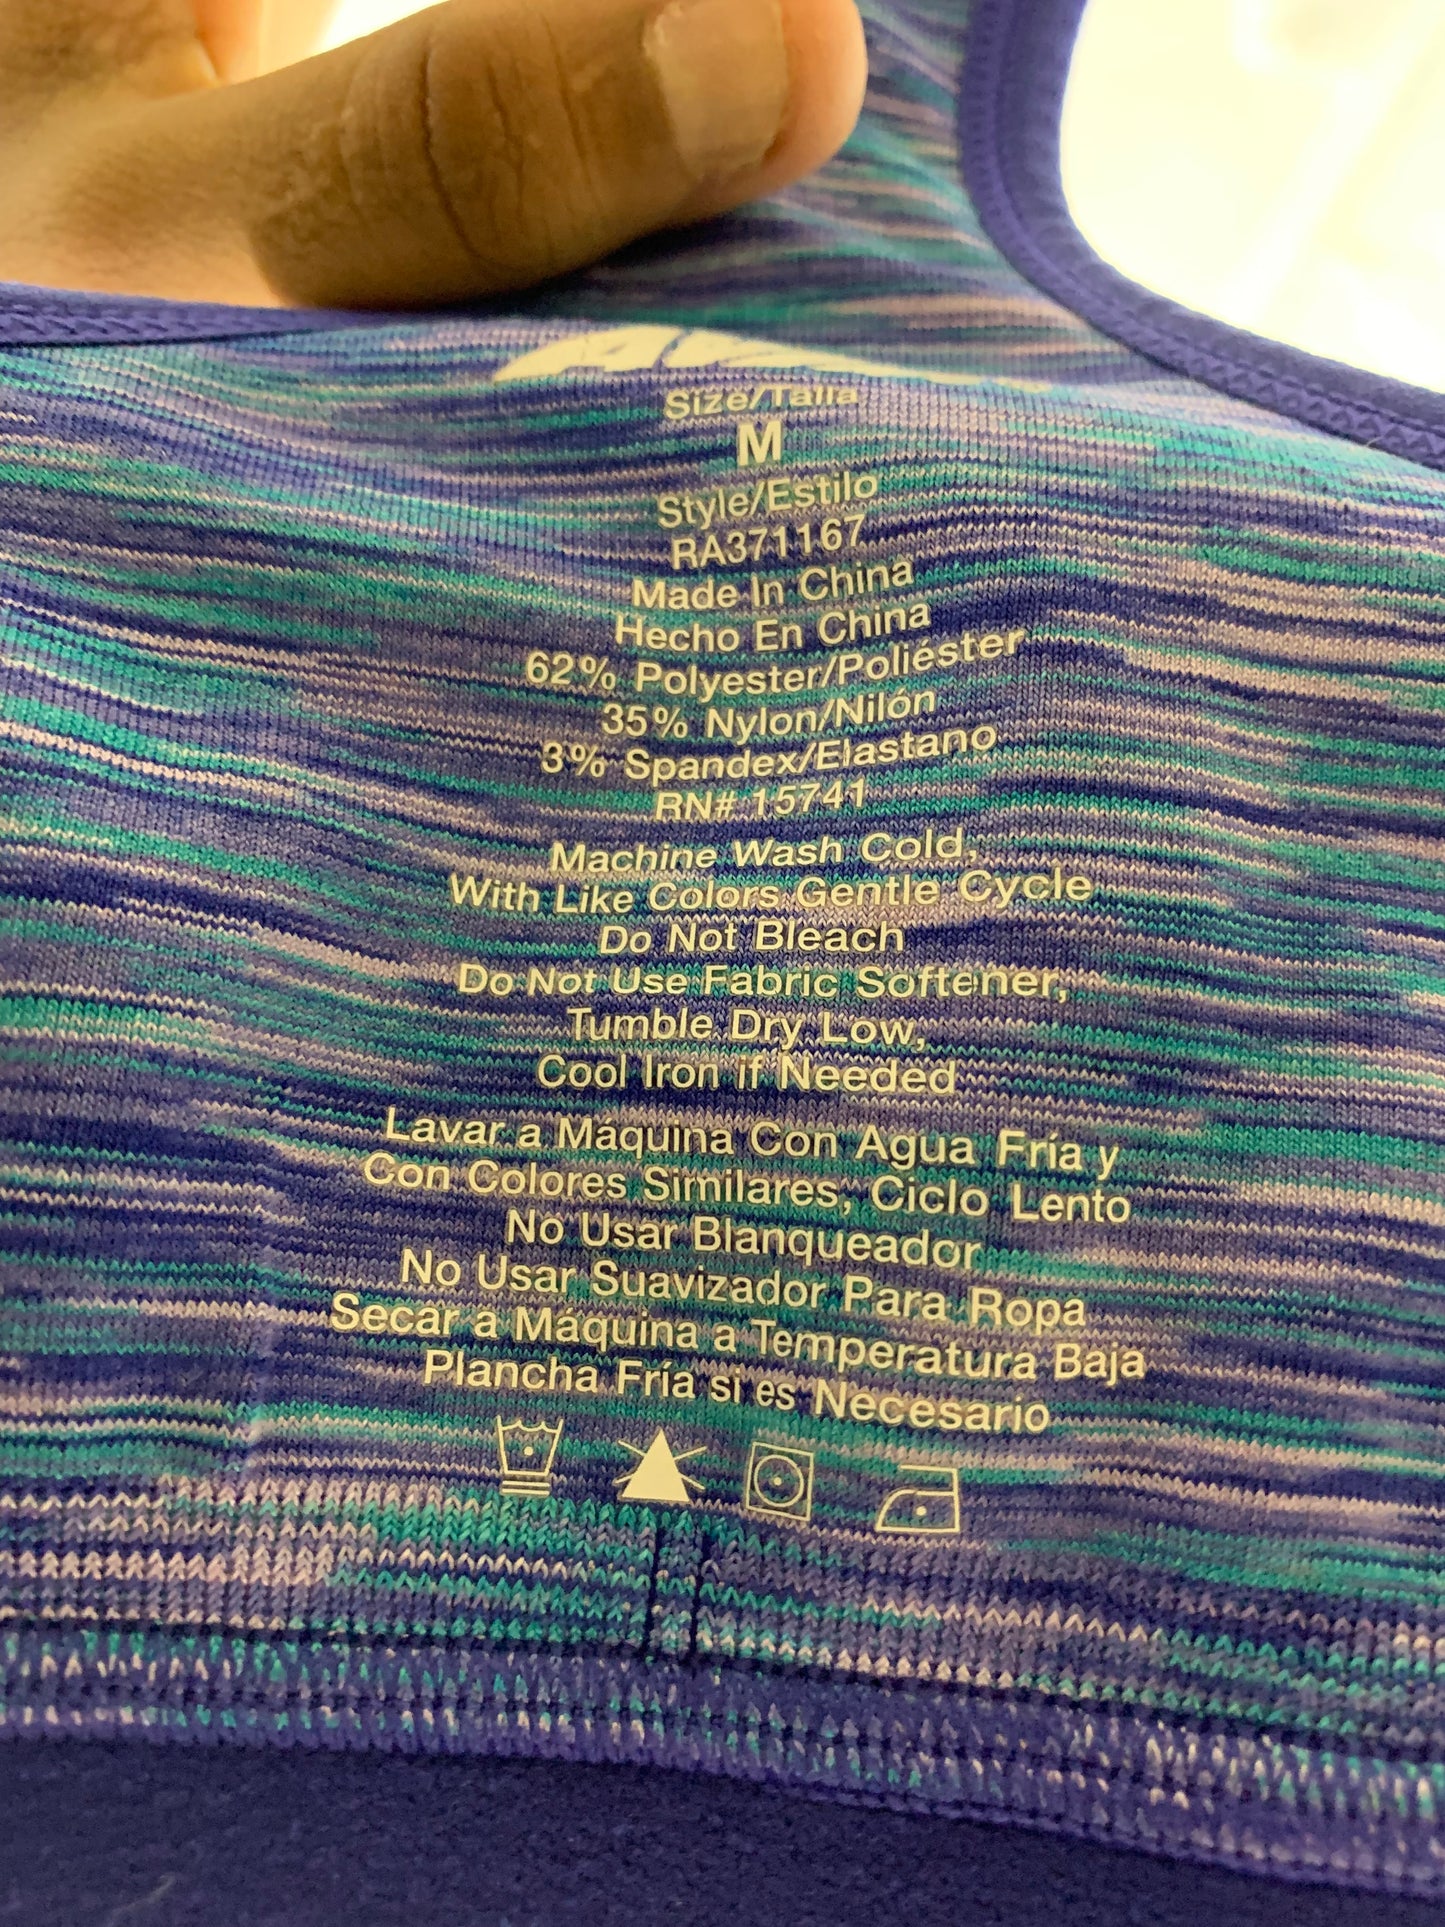 Size/Talla
M
Style/Estilo
RA371167
Made In China
Hecho En China
62% Polyester/Poliéster
35% Nylon/Nilón
3% Spandex/Elastano
RN# 15741
Machine Wash Cold,
With Like Colors Gentle Cycle
Do Not Bleach
Do Not Use Fabric Softener,
Tumble Dry Low,
Cool Iron if Needed
Lavar a Máquina Con Agua Fría y
Con Colores Similares, Ciclo Lento
No Usar Blanqueador
No Usar Suavizador Para Ropa
Secar a Máquina a Temperatura Baja
Plancha Fría si es Necesario